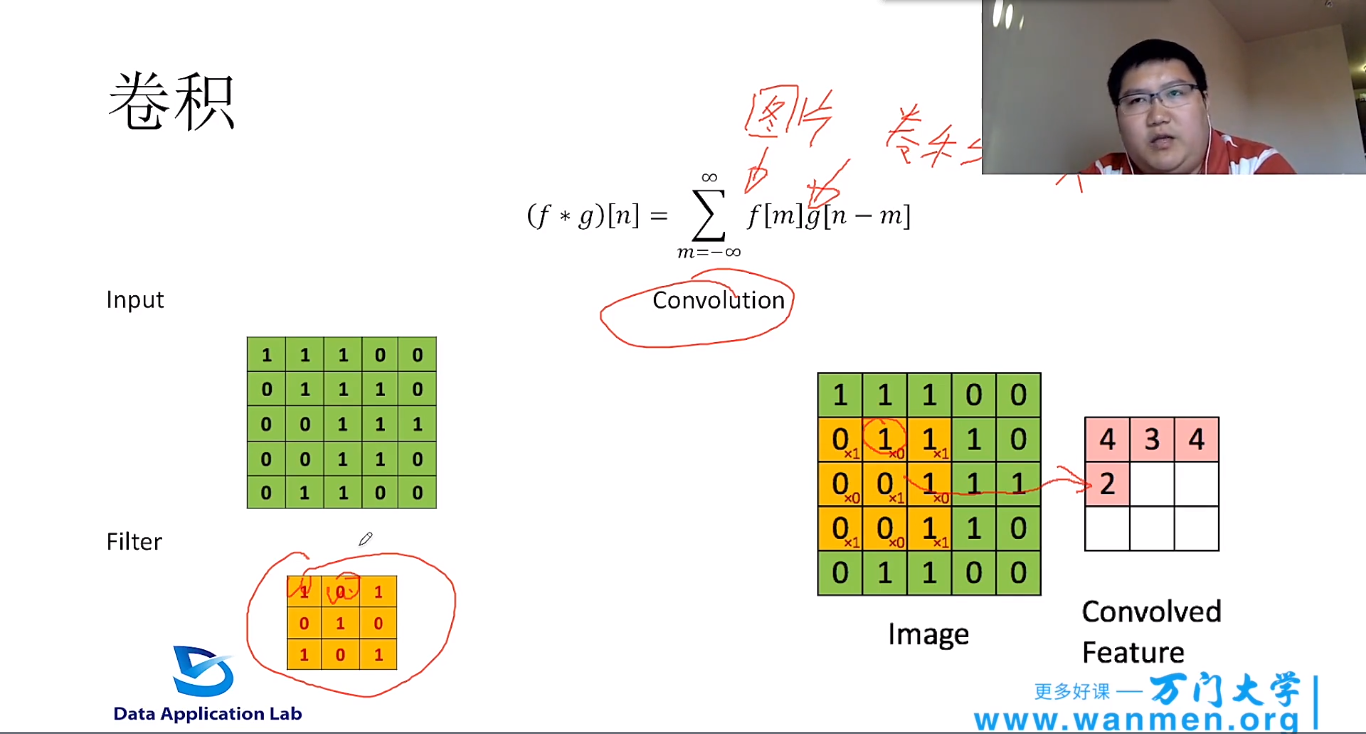 卷积
图片
(f ∗ g)[n] = ∑ f[m]g[n − m]
∞
m=−∞
Input
Convolution
1 1 1 0 0
0 1 1 1 0
0 0 1 1 1
0 0 1 1 0
0 1 1 0 0
1 1 1 0 0
0×1 1×0 1×1 1 0
0×0 0×1 1×0 1 1
0×1 0×0 1×1 1 0
0 1 1 0 0
4 3 4
2
Filter
1 0 1
0 1 0
1 0 1
Image
Convolved
Feature
Data Application Lab
更多好课 — 万门大学
www.wanmen.org